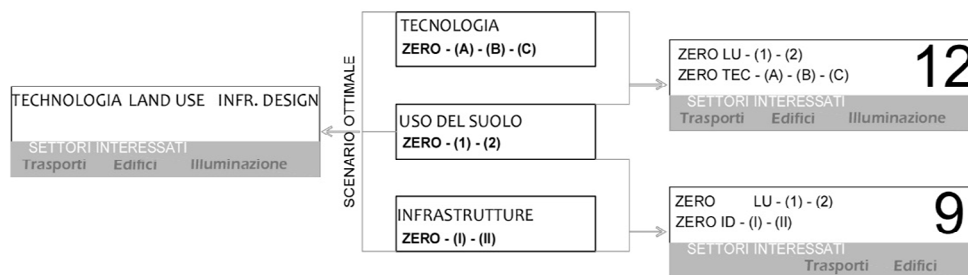 TECHNOLOGIA LAND USE INFR. DESIGN
SETTORI INTERESSATI
Trasporti Edifici Illuminazione
SCENARIO OTTIMALE
TECNOLOGIA
ZERO - (A) - (B) - (C)
USO DEL SUOLO
ZERO - (1) - (2)
INFRASTRUTTURE
ZERO - (I) - (II)
ZERO LU - (1) - (2)
ZERO TEC - (A) - (B) - (C)
12
SETTORI INTERESSATI
Trasporti Edifici Illuminazione
ZERO LU - (1) - (2)
ZERO ID - (I) - (II)
9
SETTORI INTERESSATI
Trasporti Edifici